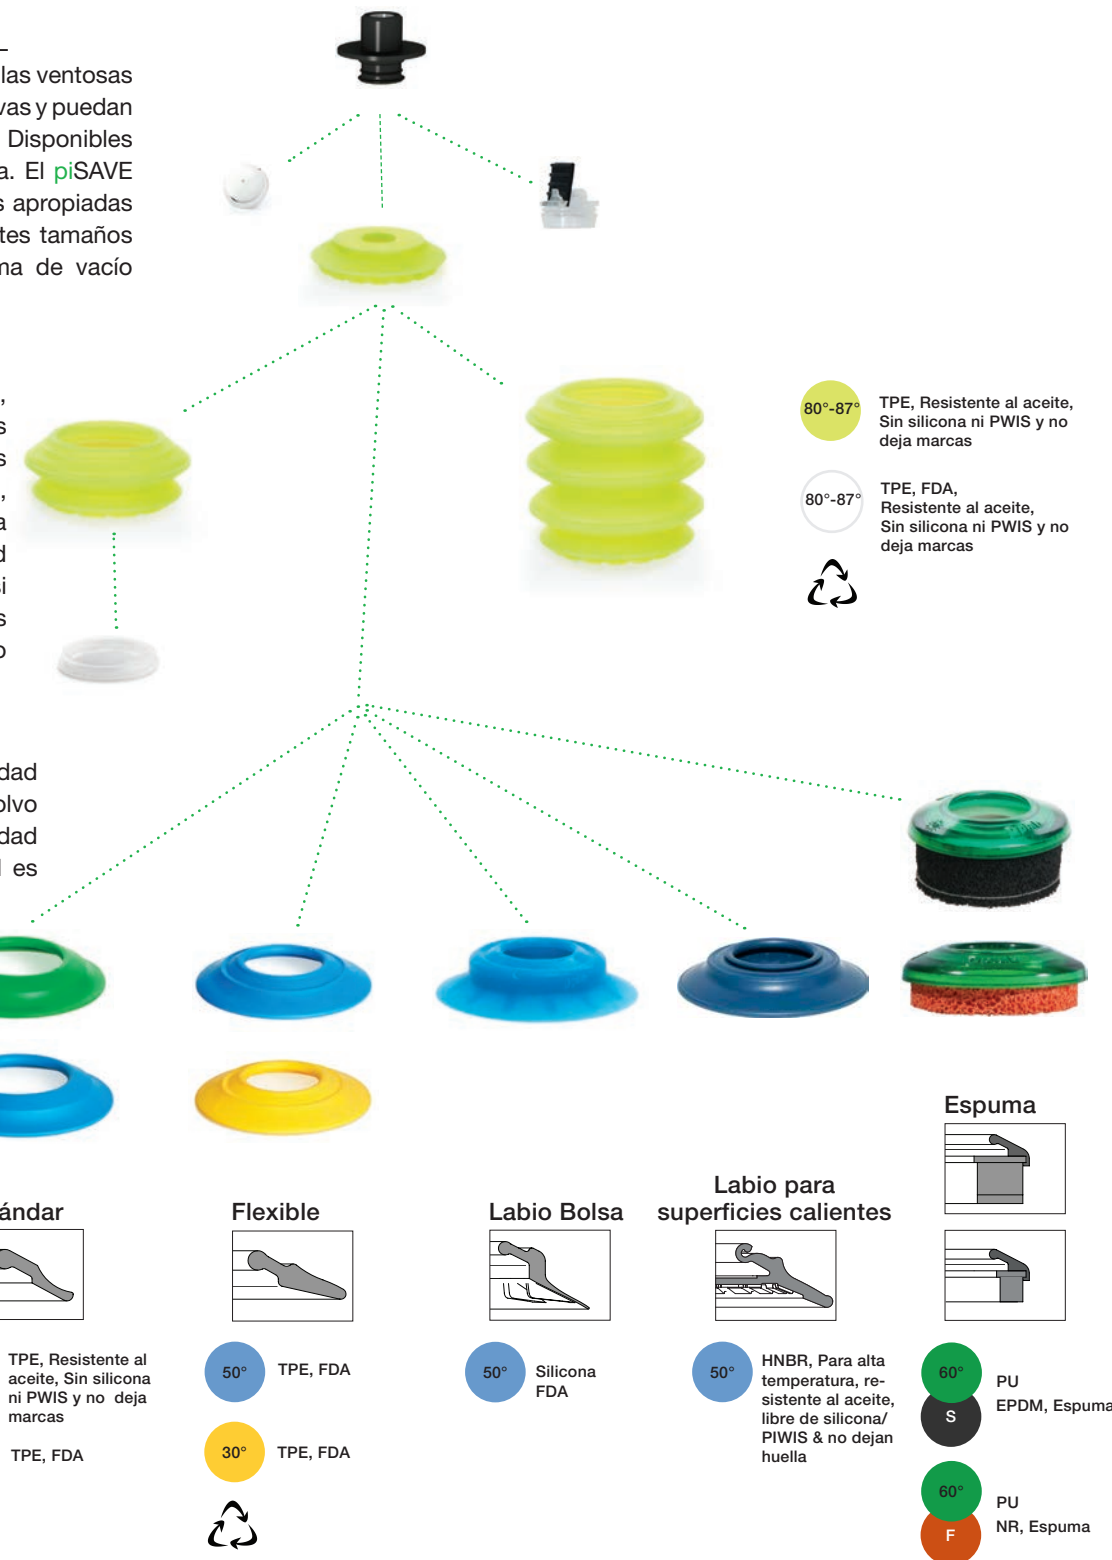 las ventosas
vas y puedan
Disponibles
a. El piSAVE
s apropiadas
tes tamaños
na de vacío
,
s
s
,
a
d
si
s
o
dad
olvo
dad
l es
80°-87°
TPE, Resistente al aceite,
Sin silicona ni PWIS y no
deja marcas
80°-87°
TPE, FDA,
Resistente al aceite,
Sin silicona ni PWIS y no
deja marcas
ándar
TPE, Resistente al
aceite, Sin silicona
ni PWIS y no deja
marcas
TPE, FDA
Flexible
50°
TPE, FDA
30°
TPE, FDA
Labio Bolsa
50°
Silicona
FDA
Labio para
superficies calientes
50°
HNBR, Para alta
temperatura, re-
sistente al aceite,
libre de silicona/
PIWIS & no dejan
huella
Espuma
60°
S
PU
EPDM, Espuma
60°
F
PU
NR, Espuma